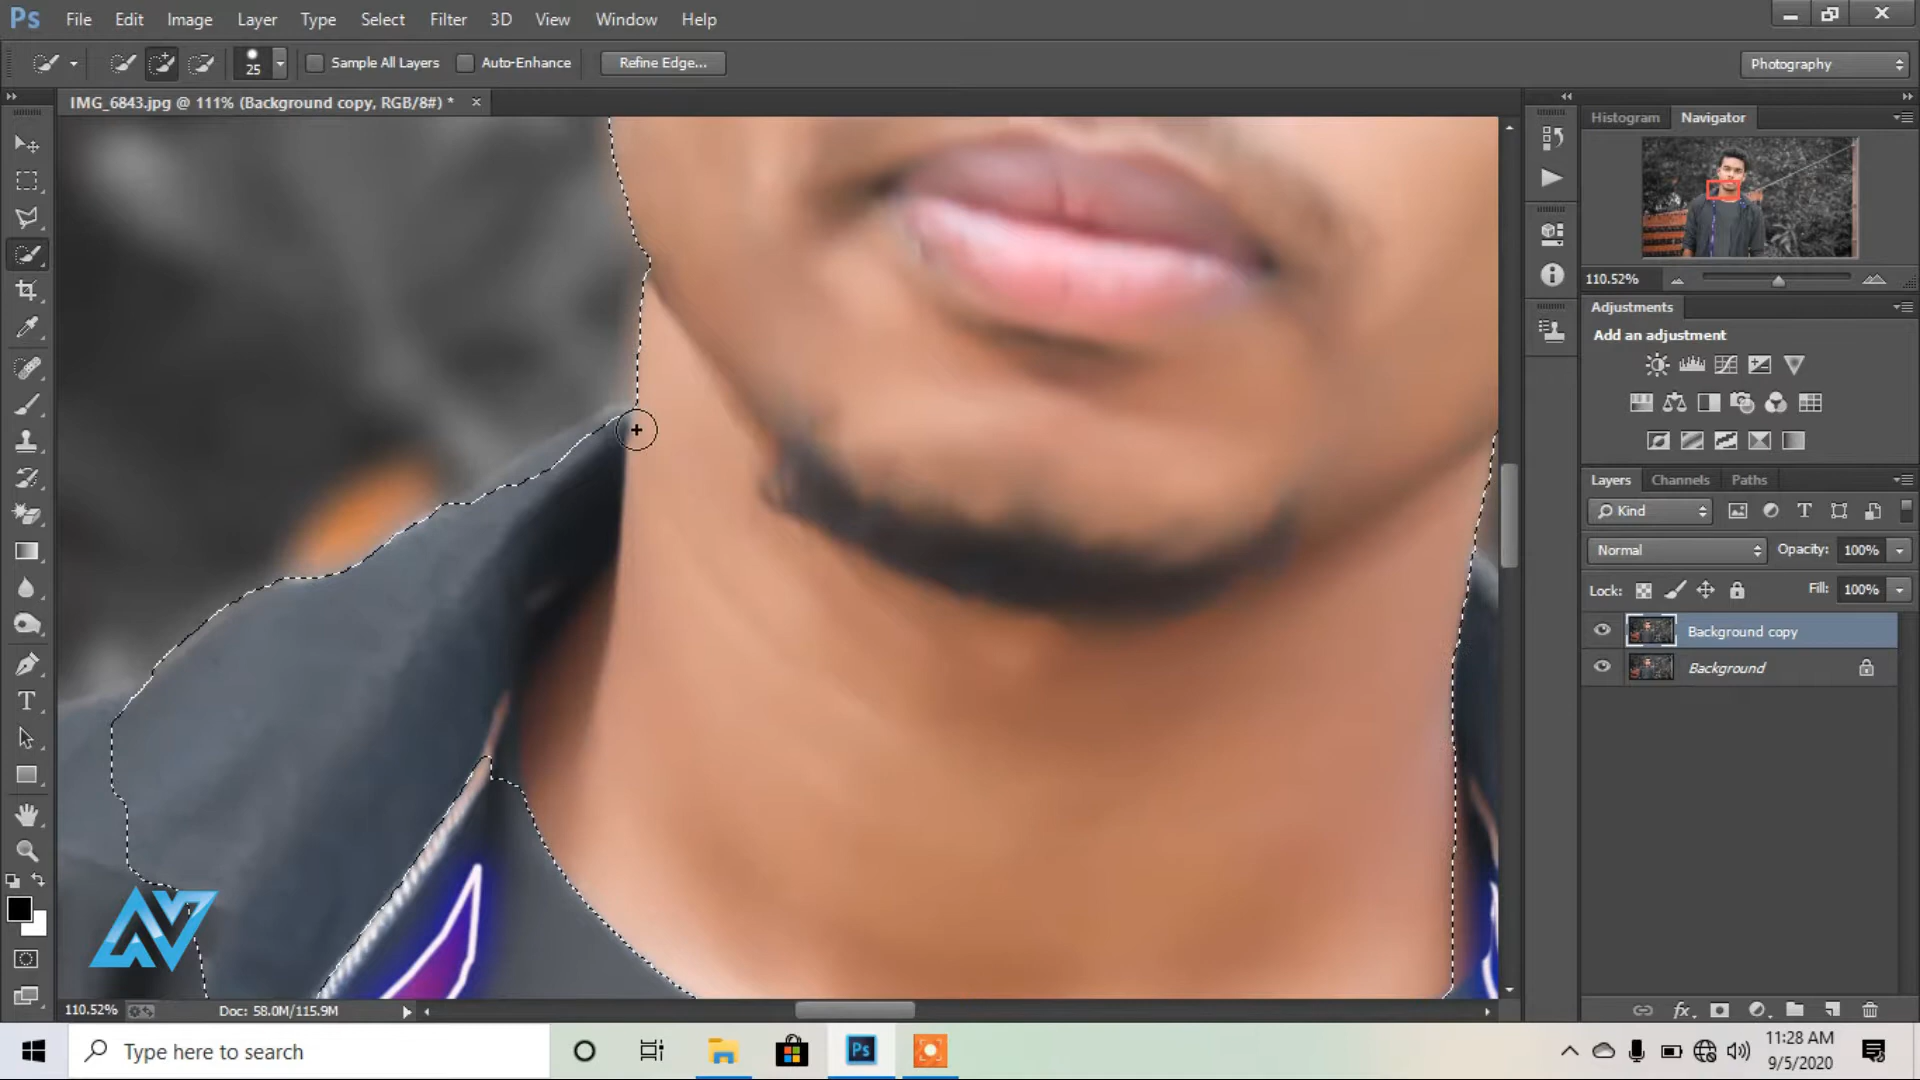 Ps File Edit Image Layer Type Select Filter 3D View Window Help
25 Sample All Layers Auto-Enhance Refine Edge... Photography
IMG_6843.jpg @ 111% (Background copy, RGB/8#) * ×
Histogram Navigator
110.52%
Adjustments
Add an adjustment
Layers Channels Paths
Kind
Normal Opacity: 100%
Lock: Fill: 100%
Background copy
Background
110.52% Doc: 58.0M/115.9M
Type here to search
Ps
11:28 AM
9/5/2020